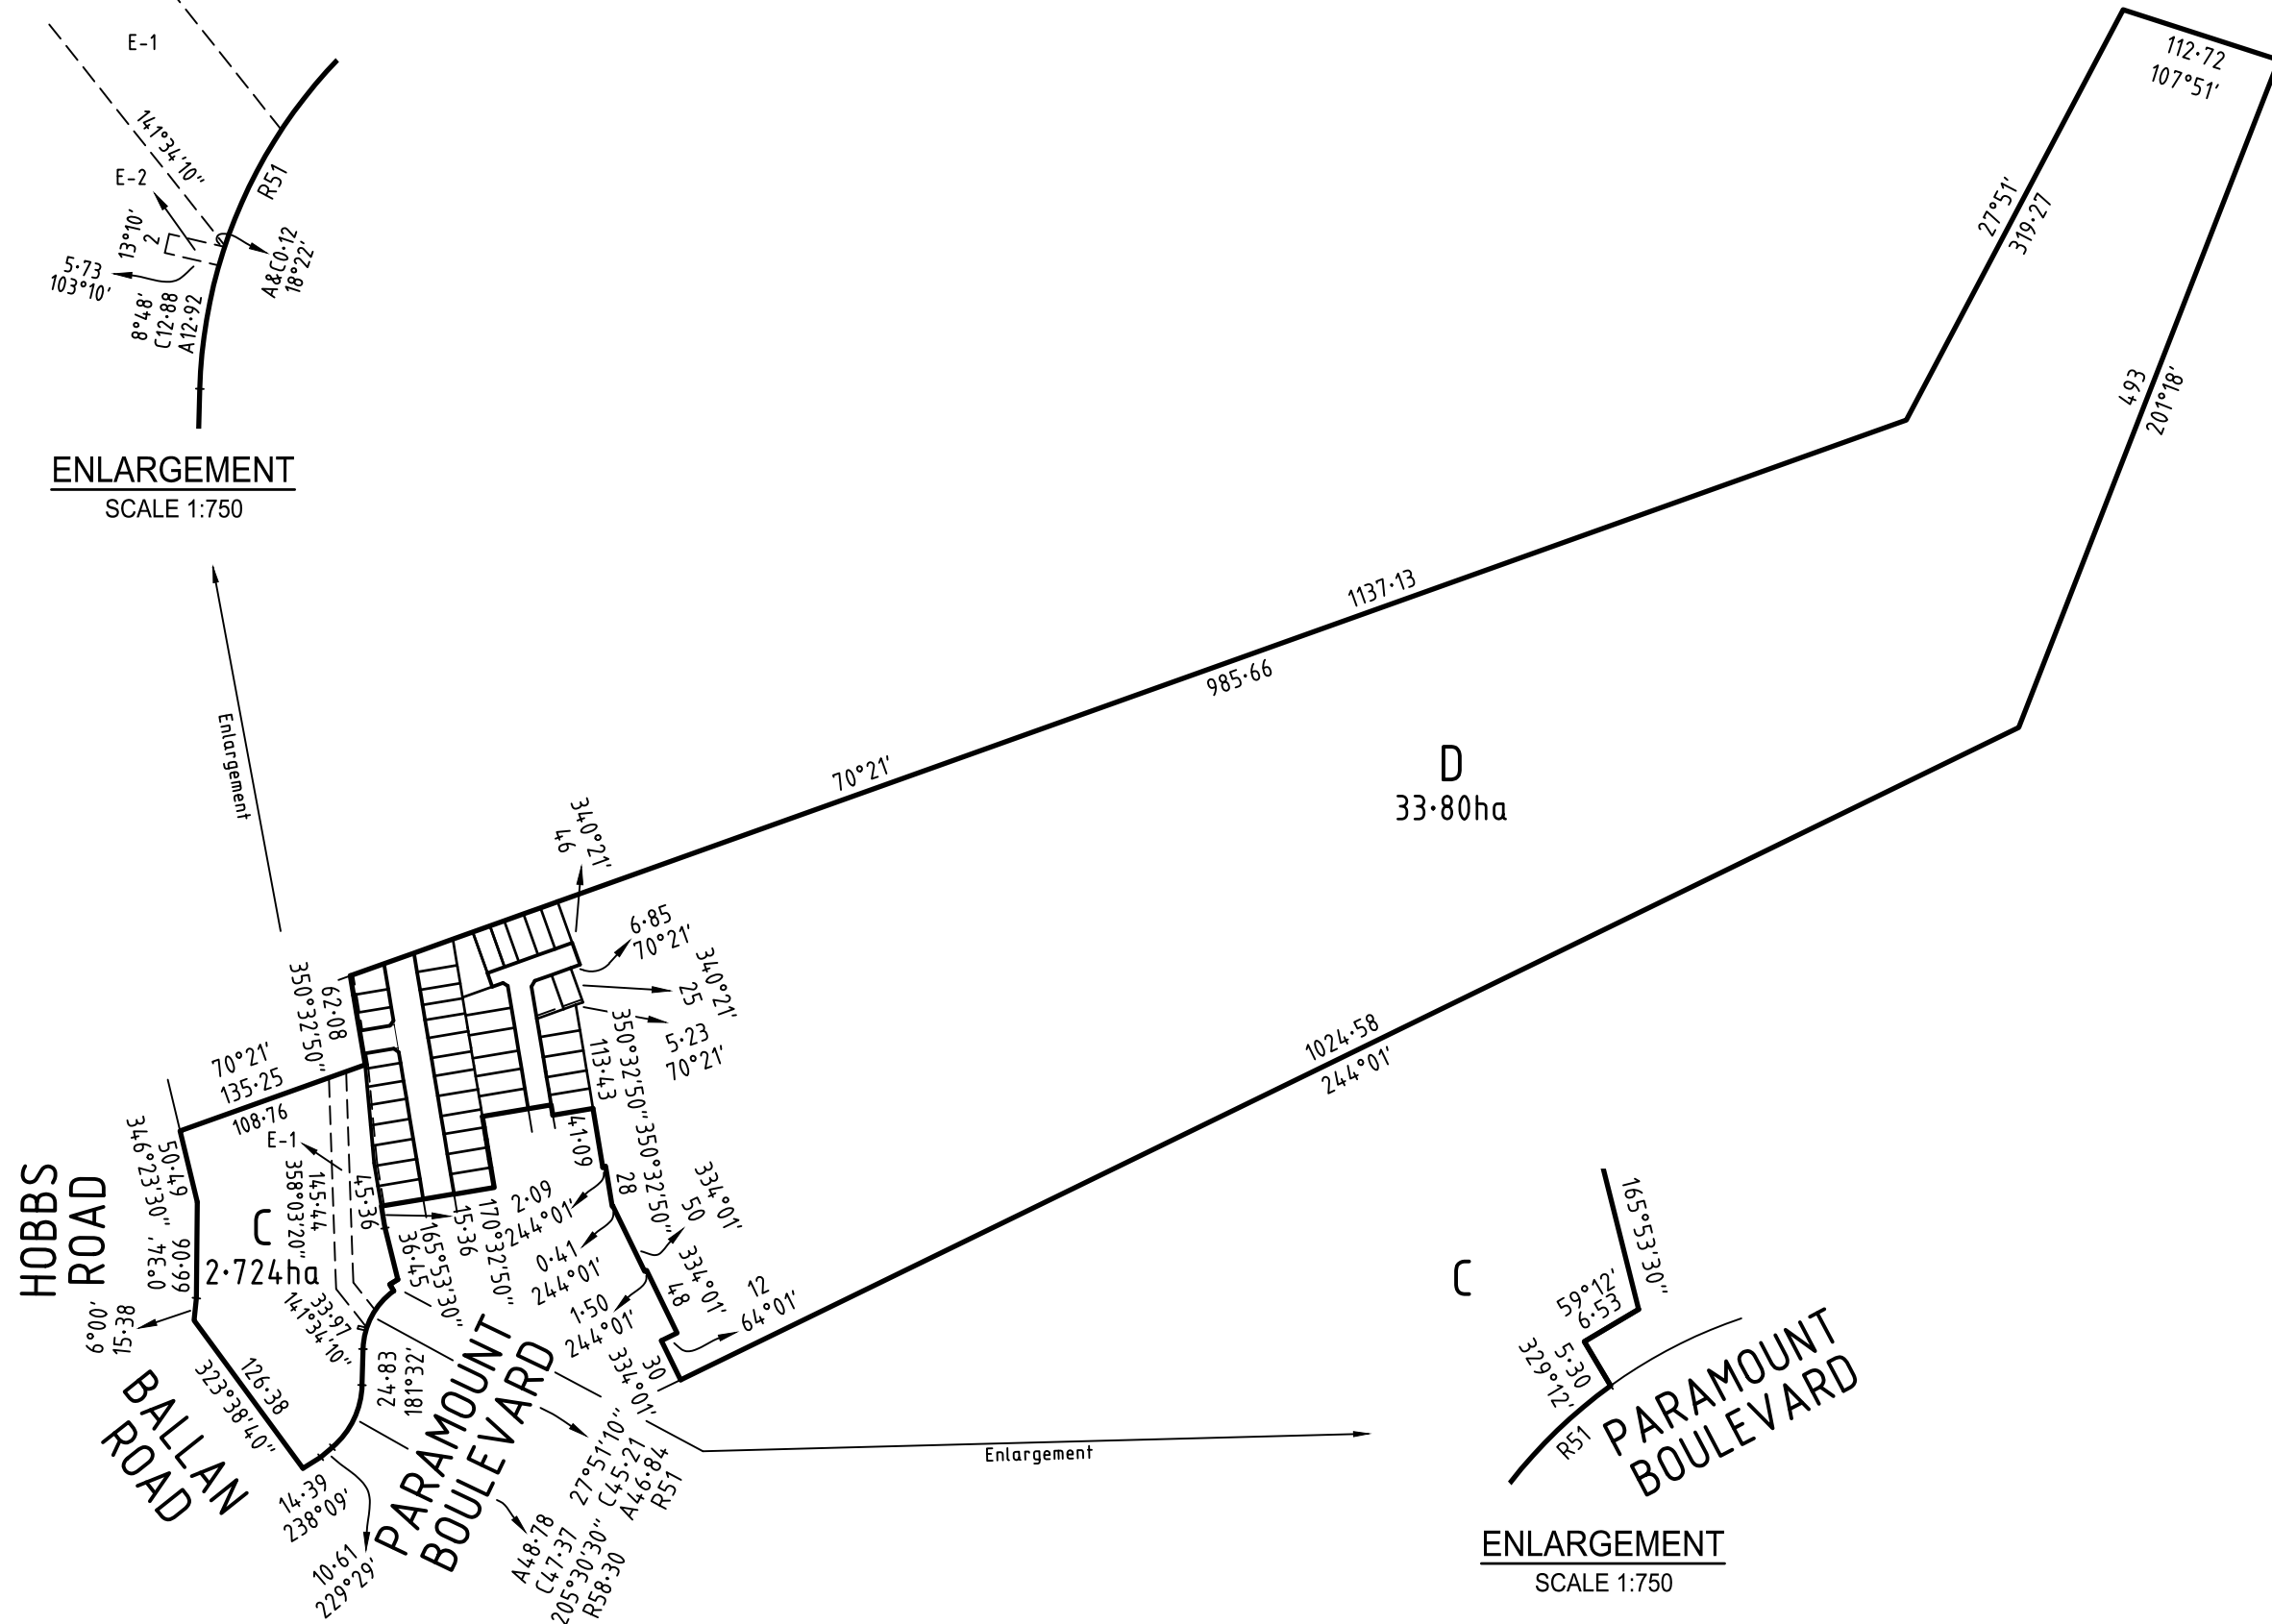 E-1
141°34'10"
R51
E-2
13°10'
2
5·73
103°10'
8°48'
C12·88
A12·92
A&C0·12
18°22'
ENLARGEMENT
SCALE 1:750
Enlargement
112·72
107°51'
27°51'
319·27
493
201°18'
1137·13
985·66
70°21'
D
33·80ha
1024·58
244°01'
340°21'
46
6·85
70°21'
340°21'
25
5·23
70°21'
350°32'50"
113·43
350°32'50"
62·08
70°21'
135·25
108·76
E-1
346°23'30"
50·49
HOBBS
ROAD
C
2·724ha
0°34'
90·99
6°00'
15·38
358°03'20"
145·44
45·36
33·97
141°34'10"
15·36
170°32'50"
165°53'30"
36·45
41·09
2·09
244°01'
28
350°32'50"
0·41
244°01'
334°01'
50
1·50
244°01'
334°01'
48
12
64°01'
30
334°01'
24·83
181°32'
126·38
323°38'40"
BALLAN
ROAD
14·39
238°09'
10·61
229°29'
PARAMOUNT
BOULEVARD
A48·78
C47·37
205°30'30"
R58·30
27°51'10"
C45·21
A46·84
R51
Enlargement
C
165°53'30"
59°12'
6·53
5·30
329°12'
R51
PARAMOUNT
BOULEVARD
ENLARGEMENT
SCALE 1:750